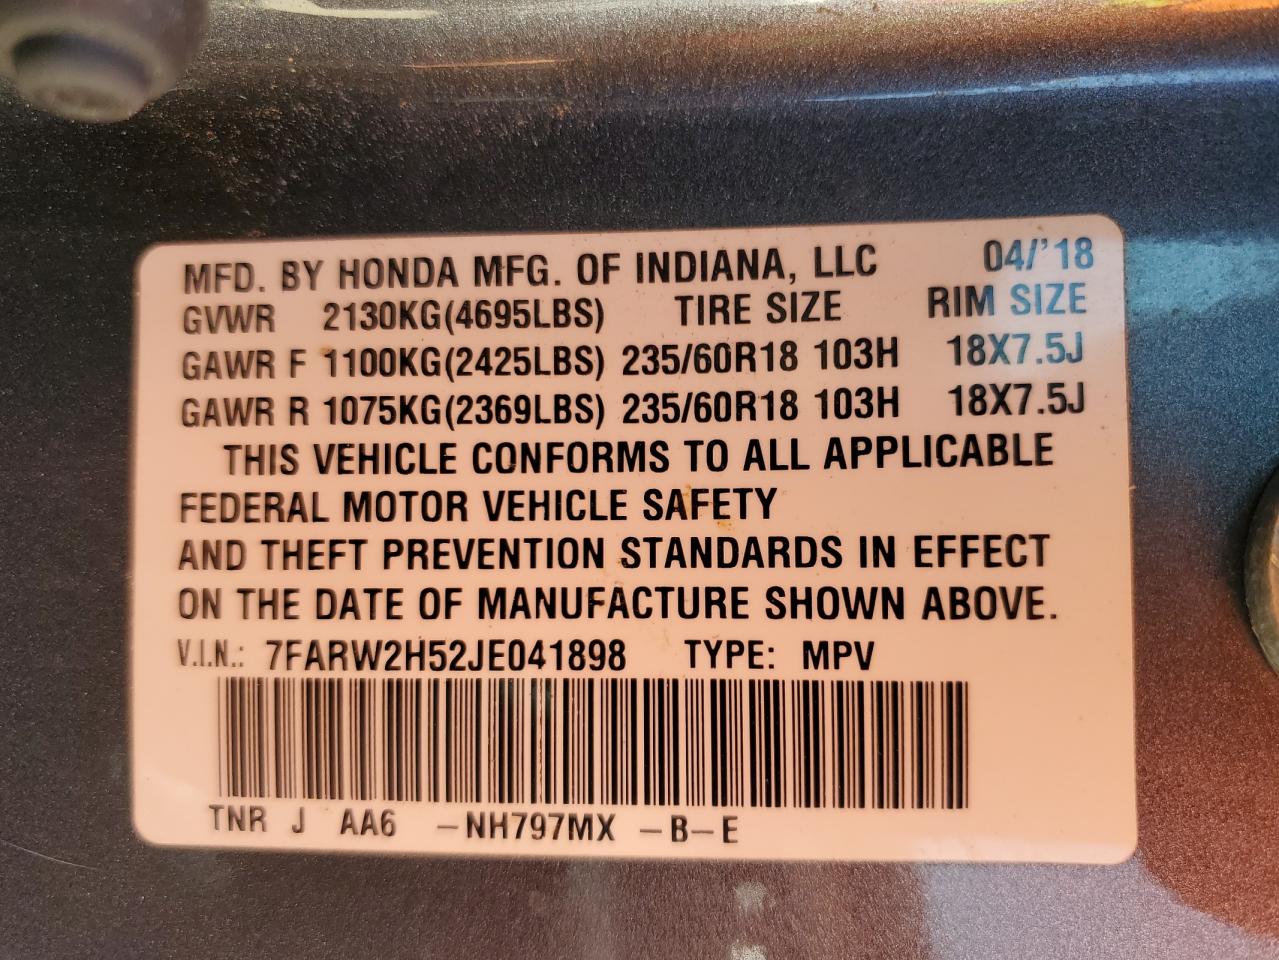 MFD. BY HONDA MFG. OF INDIANA, LLC 04/'18
GVWR 2130KG(4695LBS) TIRE SIZE RIM SIZE
GAWR F 1100KG(2425LBS) 235/60R18 103H 18X7.5J
GAWR R 1075KG(2369LBS) 235/60R18 103H 18X7.5J
THIS VEHICLE CONFORMS TO ALL APPLICABLE
FEDERAL MOTOR VEHICLE SAFETY
AND THEFT PREVENTION STANDARDS IN EFFECT
ON THE DATE OF MANUFACTURE SHOWN ABOVE.
V.I.N.: 7FARW2H52JE041898 TYPE: MPV
TNR J AA6 -NH797MX -B-E